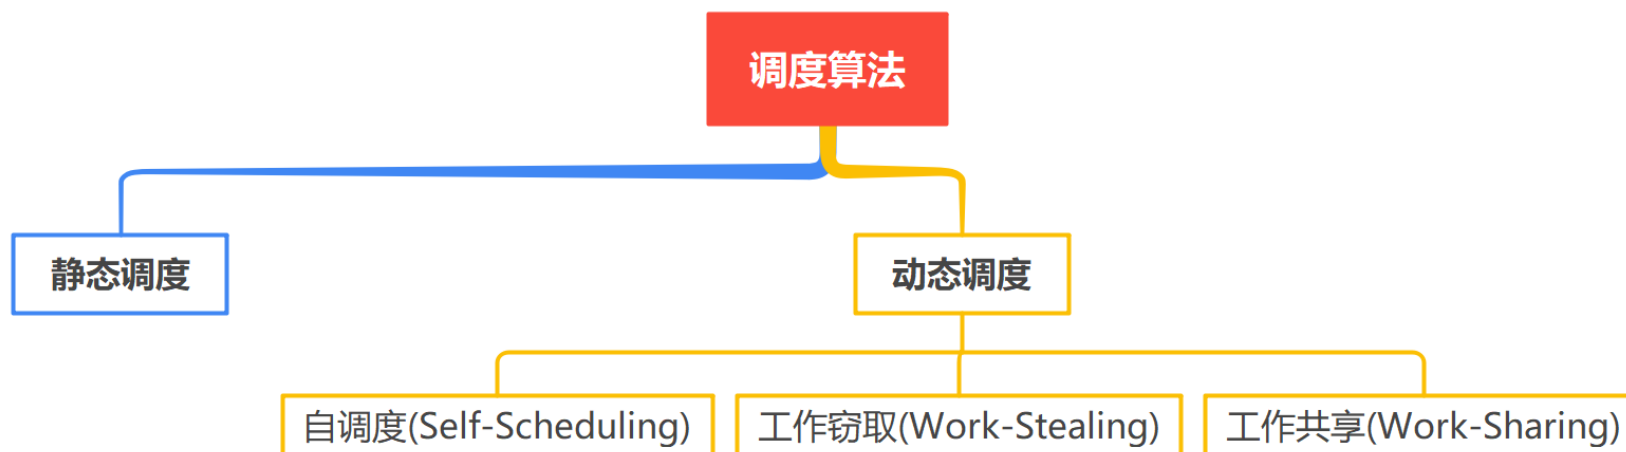 调度算法
静态调度
动态调度
自调度(Self-Scheduling)
工作窃取(Work-Stealing)
工作共享(Work-Sharing)